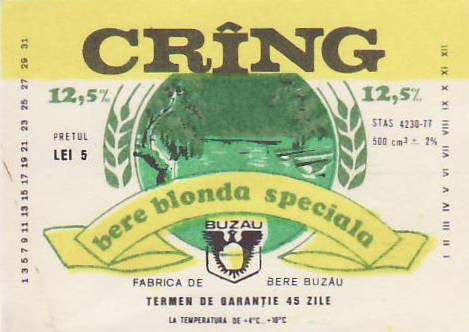 CRÎNG
12,5%
12,5%
PRETUL
LEI 5
STAS 4230-77
500 cm³ ± 2%
bere blonda speciala
BUZAU
FABRICA DE BERE BUZĂU
TERMEN DE GARANȚIE 45 ZILE
LA TEMPERATURA DE +4°C...+10°C
1 3 5 7 9 11 13 15 17 19 21 23 25 27 29 31
I II III IV V VI VII VIII IX X XI XII